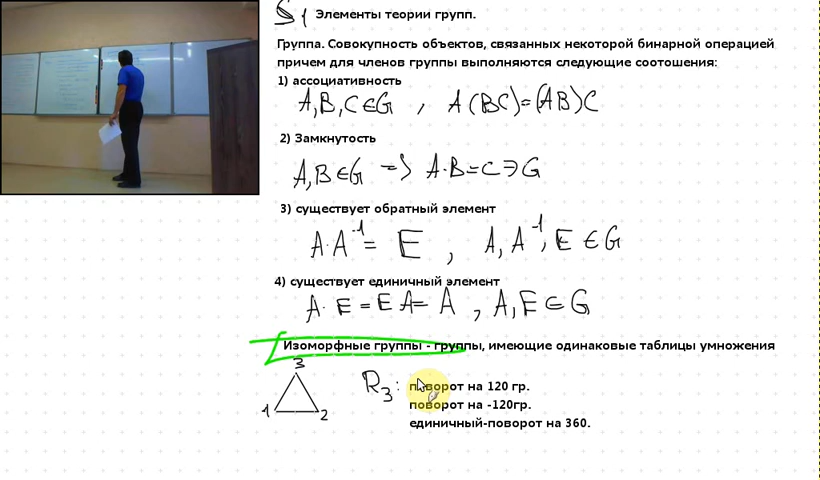 §1 Элементы теории групп.
Группа. Совокупность объектов, связанных некоторой бинарной операцией
причем для членов группы выполняются следующие соотошения:
1) ассоциативность
A,B,C∈G , A(BC)=(AB)C
2) Замкнутость
A,B∈G => A·B=C∋G
3) существует обратный элемент
A·A⁻¹= E , A, A⁻¹, E ∈G
4) существует единичный элемент
A·E=EA=A , A,E∈G
Изоморфные группы - группы, имеющие одинаковые таблицы умножения
3
R₃: поворот на 120 гр.
1 2 поворот на -120гр.
единичный-поворот на 360.